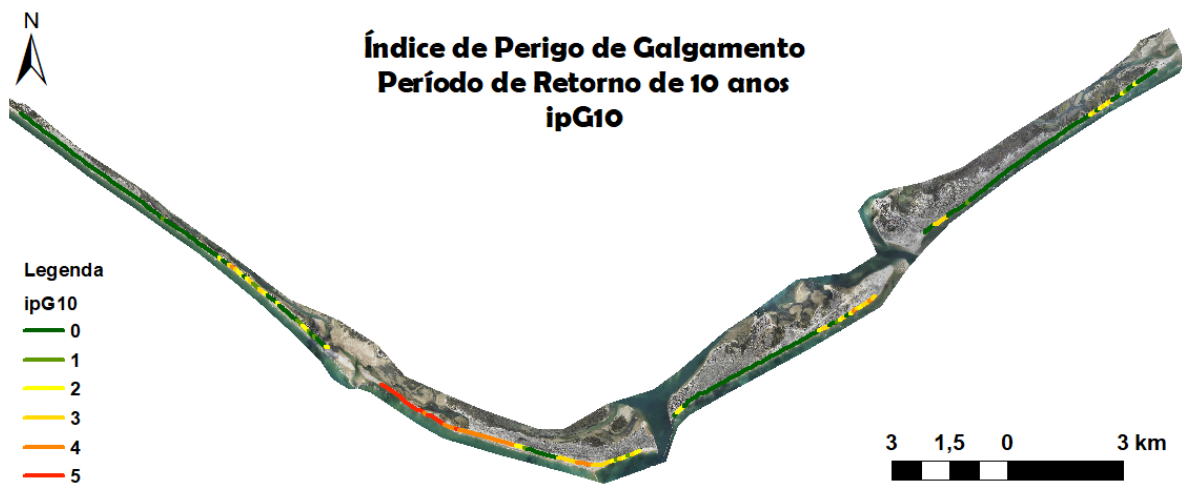 N
Índice de Perigo de Galgamento
Período de Retorno de 10 anos
ipG10
Legenda
ipG10
0
1
2
3
4
5
3 1,5 0 3 km